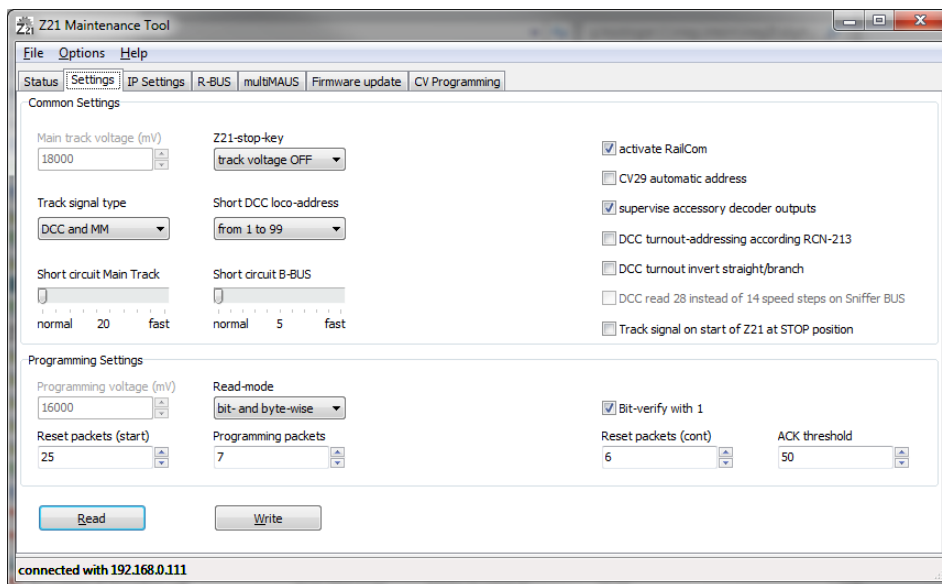 Z21 Maintenance Tool
File Options Help
Status Settings IP Settings R-BUS multiMAUS Firmware update CV Programming
Common Settings
Main track voltage (mV)
18000
Z21-stop-key
track voltage OFF
Track signal type
DCC and MM
Short DCC loco-address
from 1 to 99
Short circuit Main Track
normal 20 fast
Short circuit B-BUS
normal 5 fast
activate RailCom
CV29 automatic address
supervise accessory decoder outputs
DCC turnout-addressing according RCN-213
DCC turnout invert straight/branch
DCC read 28 instead of 14 speed steps on Sniffer BUS
Track signal on start of Z21 at STOP position
Programming Settings
Programming voltage (mV)
16000
Read-mode
bit- and byte-wise
Bit-verify with 1
Reset packets (start)
25
Programming packets
7
Reset packets (cont)
6
ACK threshold
50
Read
Write
connected with 192.168.0.111